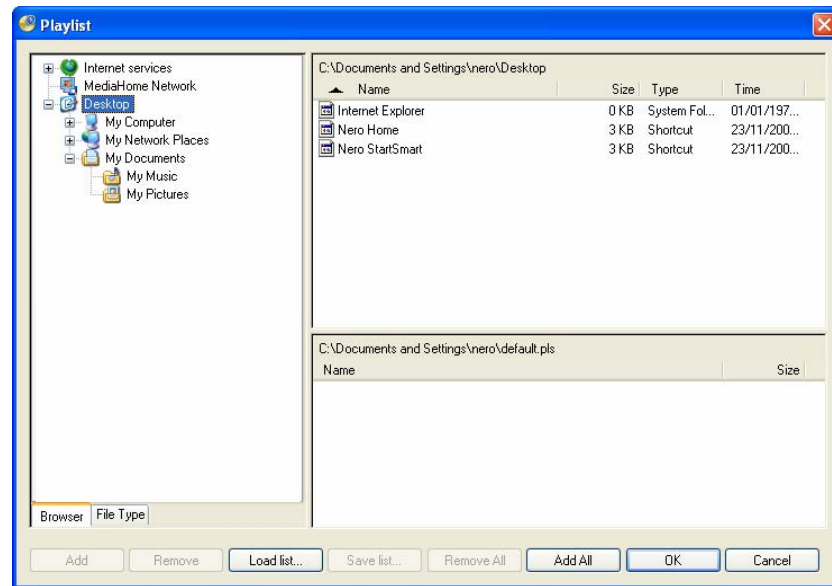 Playlist
Internet services
MediaHome Network
Desktop
My Computer
My Network Places
My Documents
My Music
My Pictures
Browser File Type
C:\Documents and Settings\nero\Desktop
Name Size Type Time
Internet Explorer 0 KB System Fol... 01/01/197...
Nero Home 3 KB Shortcut 23/11/200...
Nero StartSmart 3 KB Shortcut 23/11/200...
C:\Documents and Settings\nero\default.pls
Name Size
Add Remove Load list... Save list... Remove All Add All OK Cancel